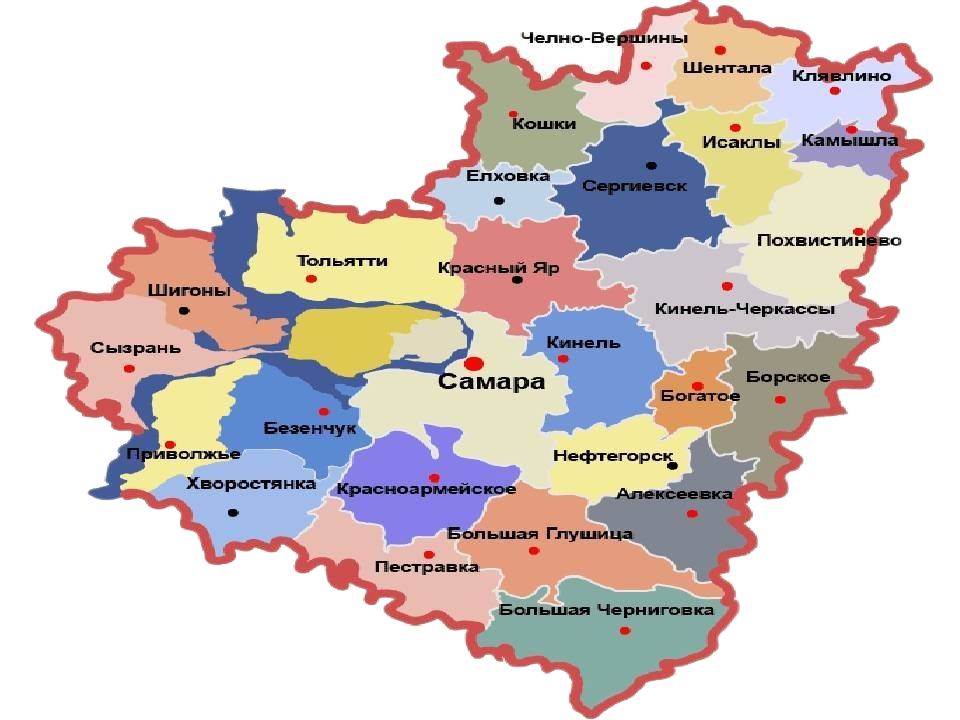 Челно-Вершины
Шентала
Клявлино
Кошки
Исаклы
Камышла
Елховка
Сергиевск
Похвистинево
Тольятти
Красный Яр
Шигоны
Кинель-Черкассы
Сызрань
Кинель
Самара
Борское
Богатое
Безенчук
Приволжье
Нефтегорск
Хворостянка
Красноармейское
Алексеевка
Большая Глушица
Пестравка
Большая Черниговка